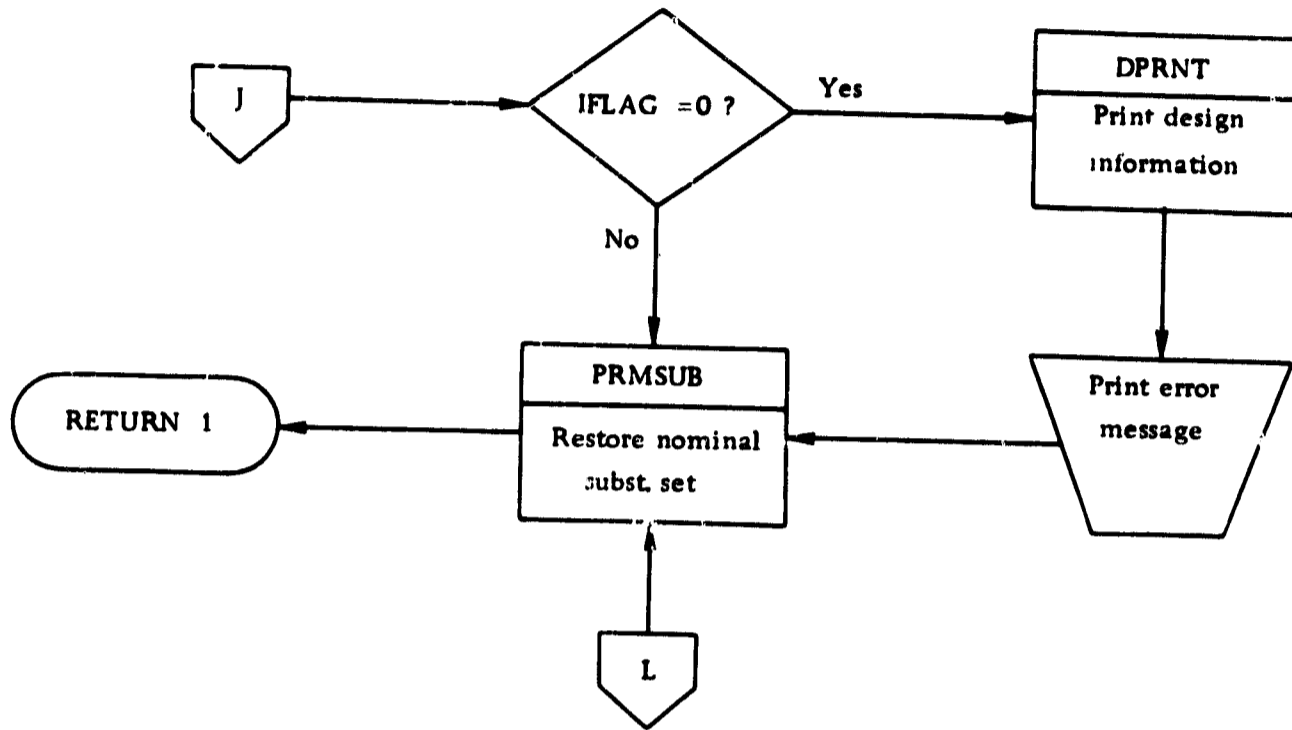 J
IFLAG =0 ?
Yes
DPRNT
Print design
information
No
PRMSUB
Restore nominal
subst. set
Print error
message
RETURN 1
L